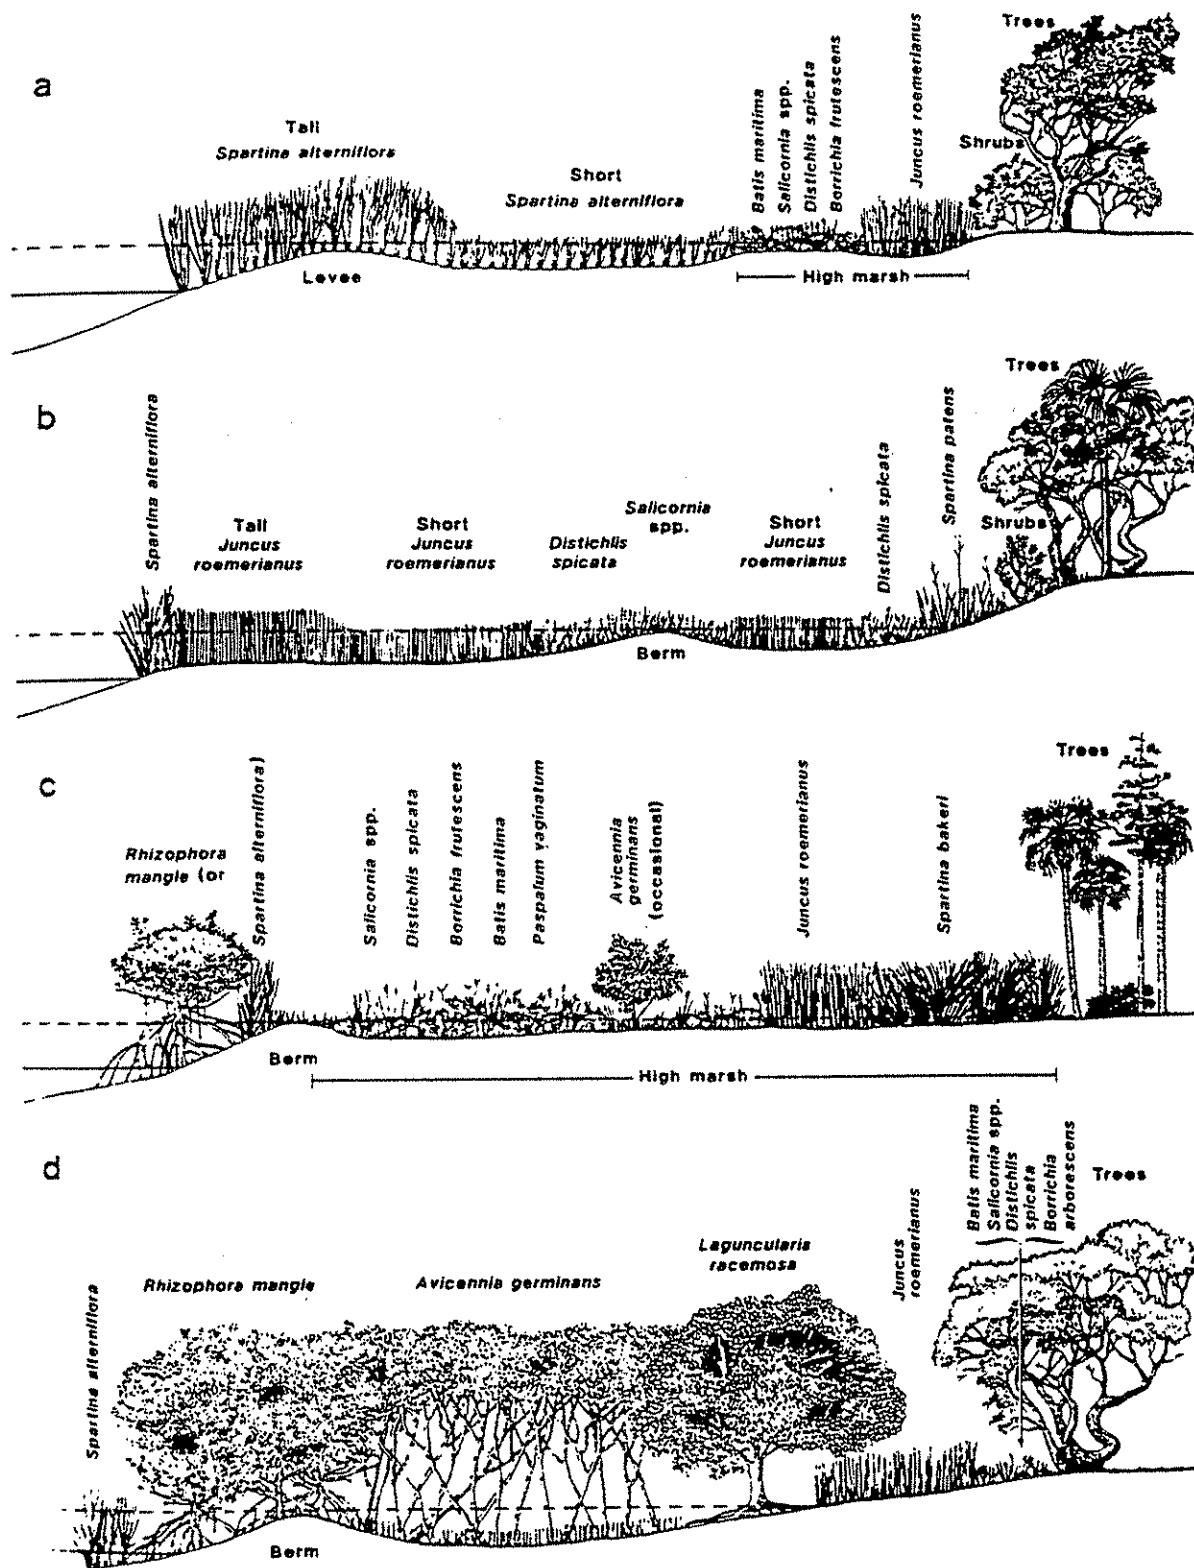 a
Tall
Spartina alterniflora
Short
Spartina alterniflora
Batis maritima
Salicornia spp.
Distichlis spicata
Borrichia frutescens
Juncus roemerianus
Shrubs
Trees
Levee
High marsh
b
Spartina alterniflora
Tall
Juncus
roemerianus
Short
Juncus
roemerianus
Distichlis
spicata
Salicornia
spp.
Short
Juncus
roemerianus
Distichlis spicata
Spartina patens
Shrubs
Trees
Berm
c
Rhizophora
mangle (or
Spartina alterniflora)
Salicornia spp.
Distichlis spicata
Borrichia frutescens
Batis maritima
Paspalum vaginatum
Avicennia
germinans
(occasional)
Juncus roemerianus
Spartina bakeri
Trees
Berm
High marsh
d
Spartina alterniflora
Rhizophora mangle
Avicennia germinans
Laguncularia
racemosa
Juncus
roemerianus
Batis maritima
Salicornia spp.
Distichlis
spicata
Borrichia
arborescens
Trees
Berm